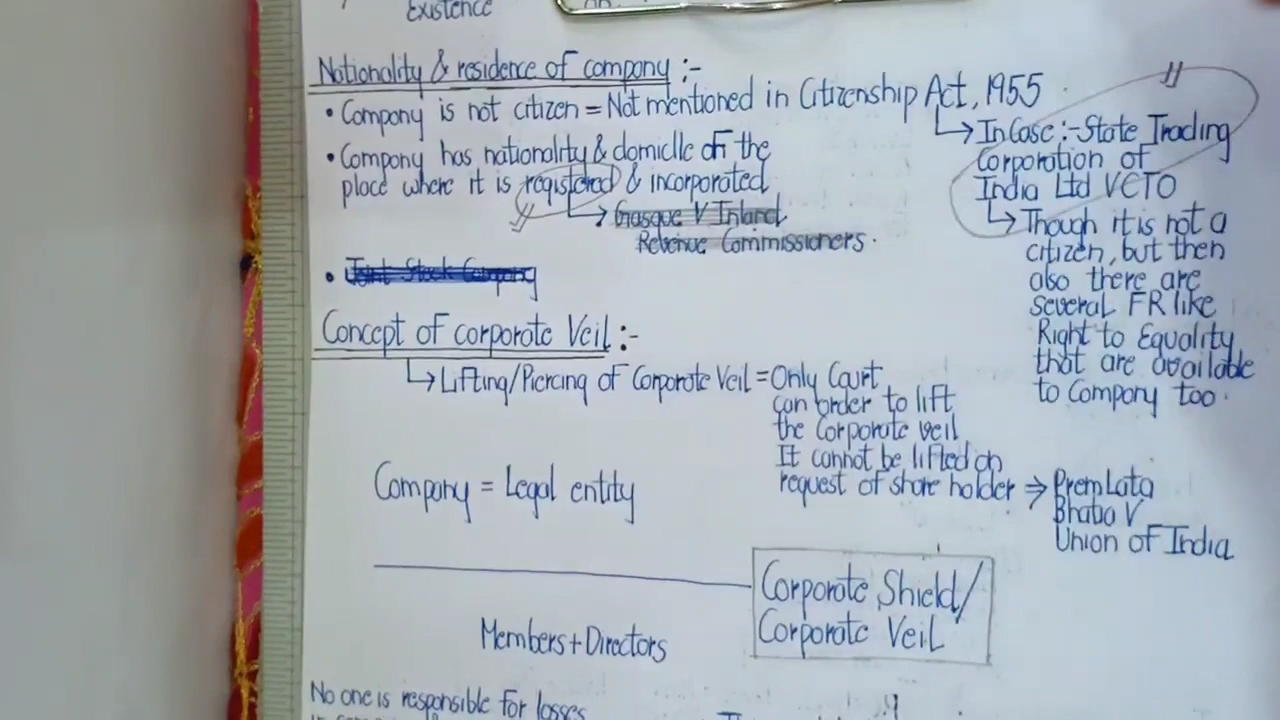 Existence
Nationality & residence of company :-
• Company is not citizen = Not mentioned in Citizenship Act, 1955
↳ In Case :- State Trading
Corporation of
India Ltd V CTO
↳ Though it is not a
citizen, but then
also there are
several FR like
Right to Equality
that are available
to Company too.
• Company has nationality & domicile of the
place where it is registered & incorporated
↳ Gasque V Inland
Revenue Commissioners.
• Joint Stock Company
Concept of corporate Veil :-
↳ Lifting/Piercing of Corporate Veil = Only Court
can order to lift
the Corporate veil
It cannot be lifted on
request of share holder ⇒ Prem Lata
Bhatia V
Union of India
Company = Legal entity
Corporate Shield/
Corporate Veil
Members + Directors
No one is responsible for losses